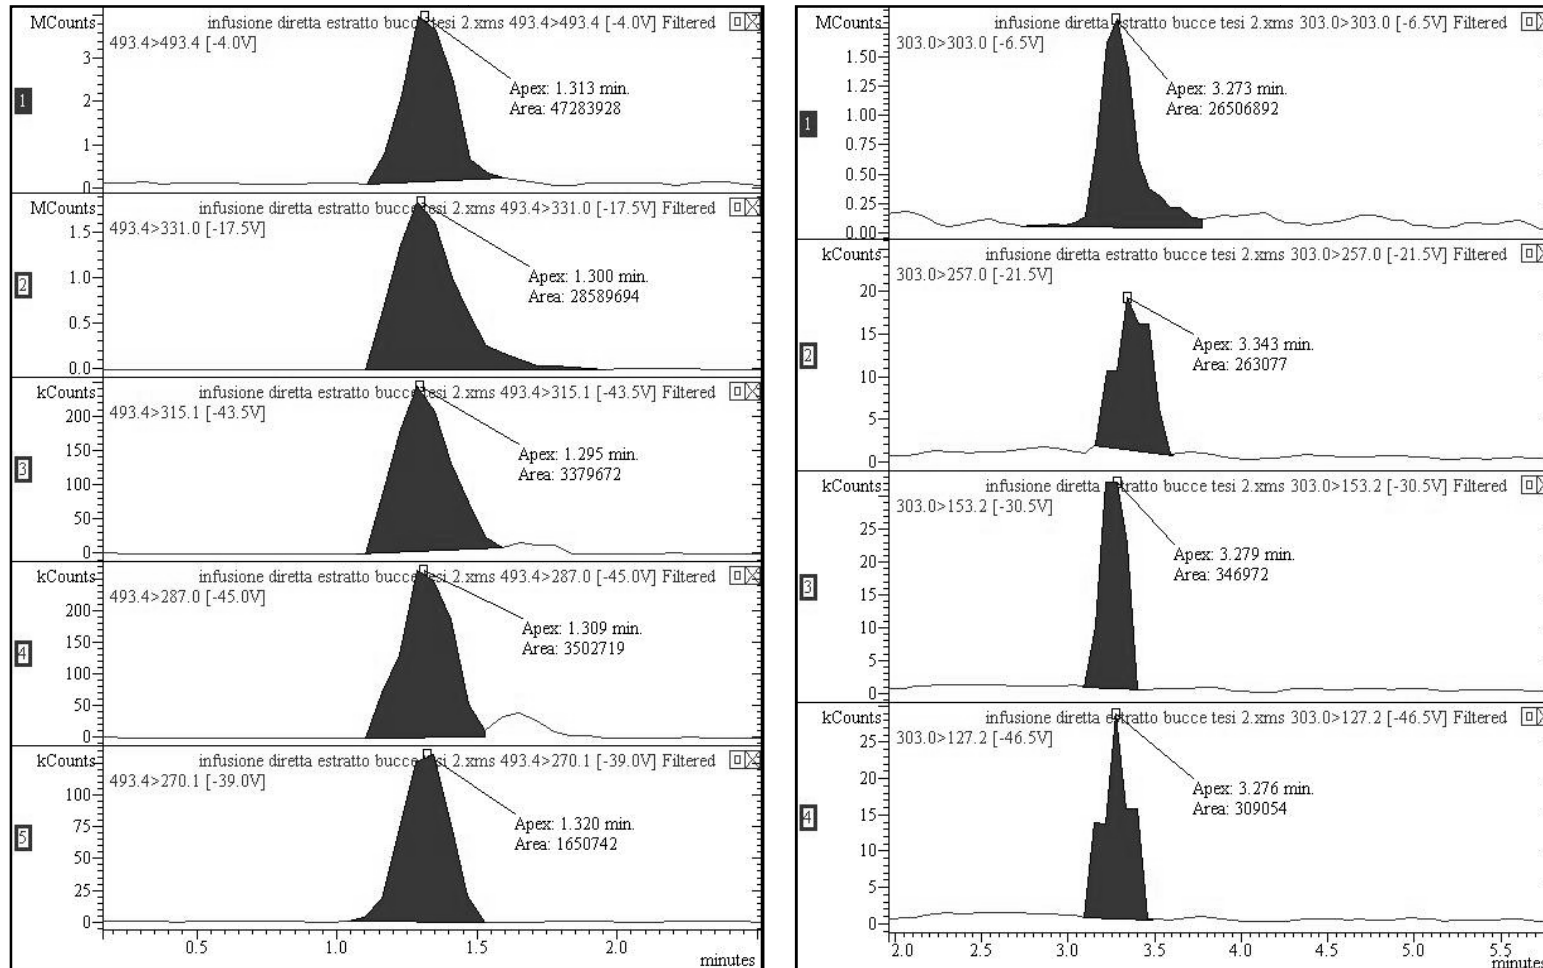 MCounts infusione diretta estratto bucce tesi 2.xms 493.4>493.4 [-4.0V] Filtered
493.4>493.4 [-4.0V]
3
2
1
0
Apex: 1.313 min.
Area: 47283928
1
MCounts infusione diretta estratto bucce tesi 2.xms 493.4>331.0 [-17.5V] Filtered
493.4>331.0 [-17.5V]
1.5
1.0
0.5
0.0
Apex: 1.300 min.
Area: 28589694
2
kCounts infusione diretta estratto bucce tesi 2.xms 493.4>315.1 [-43.5V] Filtered
493.4>315.1 [-43.5V]
200
150
100
50
0
Apex: 1.295 min.
Area: 3379672
3
kCounts infusione diretta estratto bucce tesi 2.xms 493.4>287.0 [-45.0V] Filtered
493.4>287.0 [-45.0V]
200
150
100
50
0
Apex: 1.309 min.
Area: 3502719
4
kCounts infusione diretta estratto bucce tesi 2.xms 493.4>270.1 [-39.0V] Filtered
493.4>270.1 [-39.0V]
100
75
50
25
0
Apex: 1.320 min.
Area: 1650742
5
0.5 1.0 1.5 2.0
minutes
MCounts infusione diretta estratto bucce tesi 2.xms 303.0>303.0 [-6.5V] Filtered
303.0>303.0 [-6.5V]
1.50
1.25
1.00
0.75
0.50
0.25
0.00
Apex: 3.273 min.
Area: 26506892
1
kCounts infusione diretta estratto bucce tesi 2.xms 303.0>257.0 [-21.5V] Filtered
303.0>257.0 [-21.5V]
20
15
10
5
0
Apex: 3.343 min.
Area: 263077
2
kCounts infusione diretta estratto bucce tesi 2.xms 303.0>153.2 [-30.5V] Filtered
303.0>153.2 [-30.5V]
25
20
15
10
5
0
Apex: 3.279 min.
Area: 346972
3
kCounts infusione diretta estratto bucce tesi 2.xms 303.0>127.2 [-46.5V] Filtered
303.0>127.2 [-46.5V]
25
20
15
10
5
0
Apex: 3.276 min.
Area: 309054
4
2.0 2.5 3.0 3.5 4.0 4.5 5.0 5.5
minutes